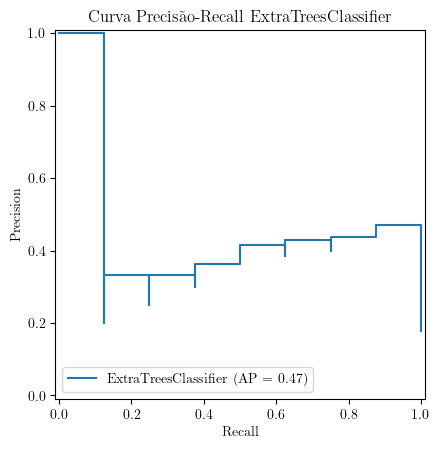 Curva Precisão-Recall ExtraTreesClassifier
1.0
0.8
0.6
0.4
0.2
0.0
Precision
ExtraTreesClassifier (AP = 0.47)
0.0 0.2 0.4 0.6 0.8 1.0
Recall